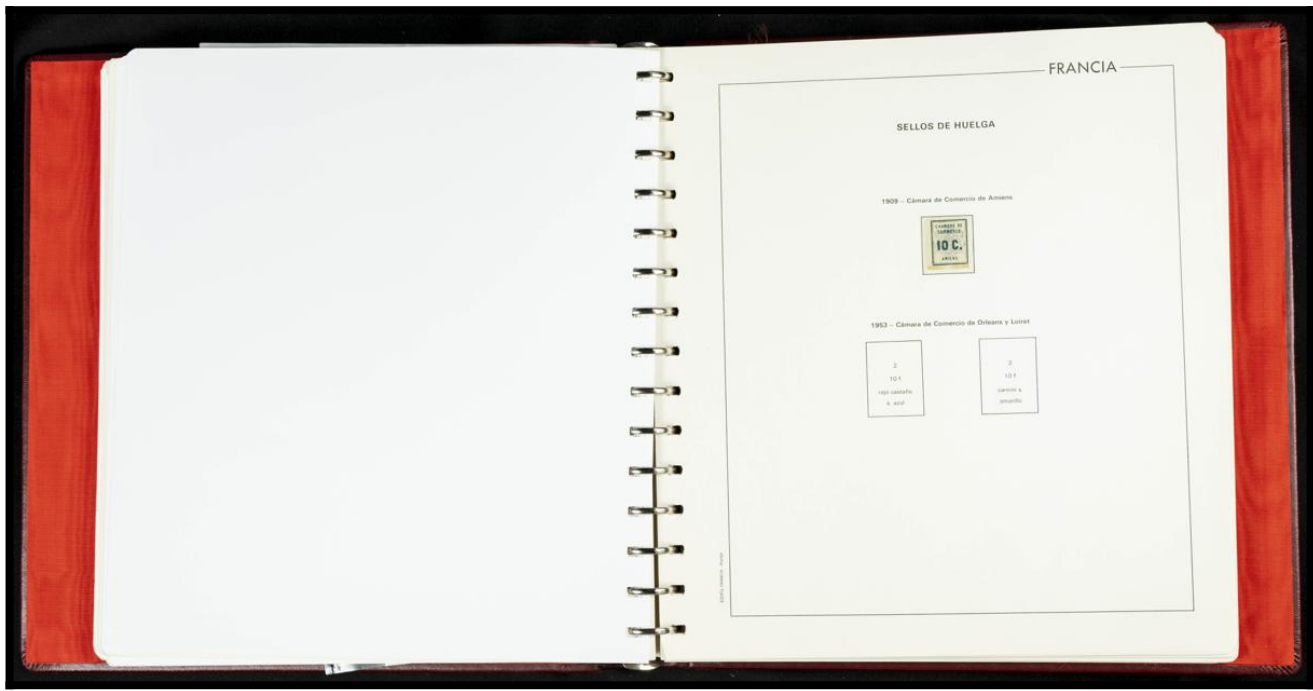 FRANCIA
SELLOS DE HUELGA
1909 – Cámara de Comercio de Amiens
CHAMBRE DE
COMMERCE
10 C.
AMIENS
1953 – Cámara de Comercio de Orleans y Loiret
2
10 f.
rojo castaño
s. azul
3
10 f.
carmín s.
amarillo